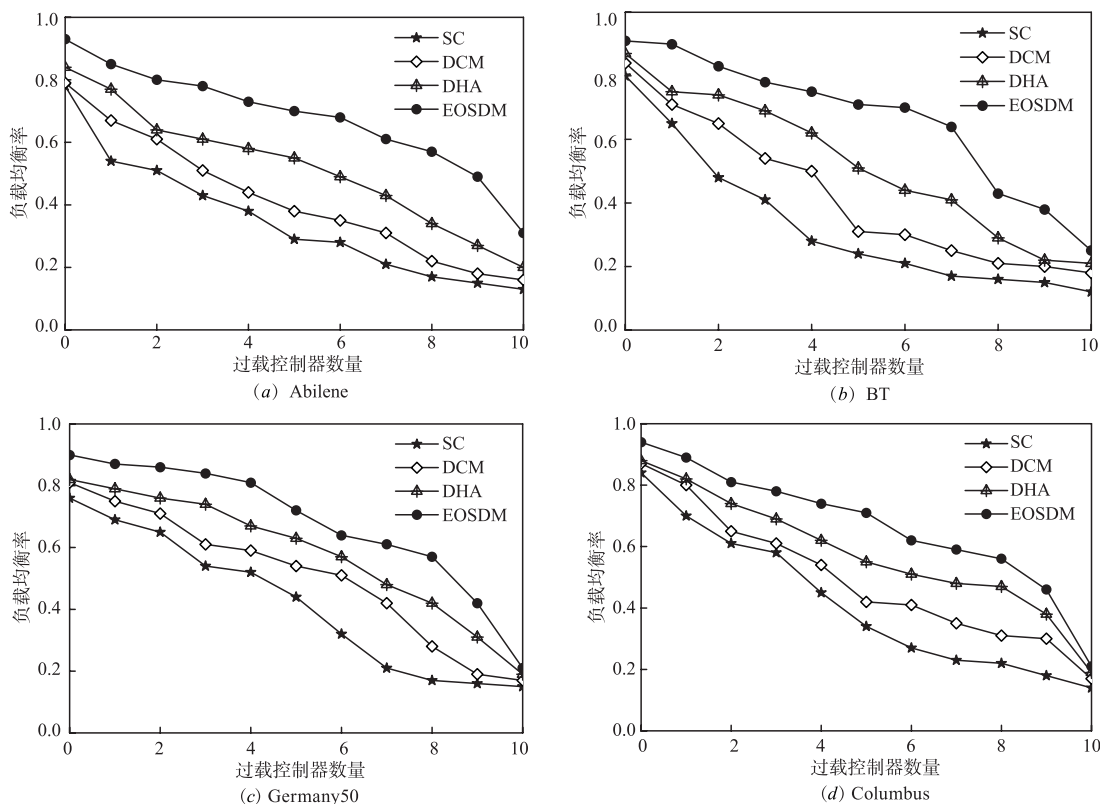 1.0
0.8
0.6
0.4
0.2
0.0
负载均衡率
SC
DCM
DHA
EOSDM
0 2 4 6 8 10
过载控制器数量
(a) Abilene
1.0
0.8
0.6
0.4
0.2
0.0
负载均衡率
SC
DCM
DHA
EOSDM
0 2 4 6 8 10
过载控制器数量
(b) BT
1.0
0.8
0.6
0.4
0.2
0.0
负载均衡率
SC
DCM
DHA
EOSDM
0 2 4 6 8 10
过载控制器数量
(c) Germany50
1.0
0.8
0.6
0.4
0.2
0.0
负载均衡率
SC
DCM
DHA
EOSDM
0 2 4 6 8 10
过载控制器数量
(d) Columbus